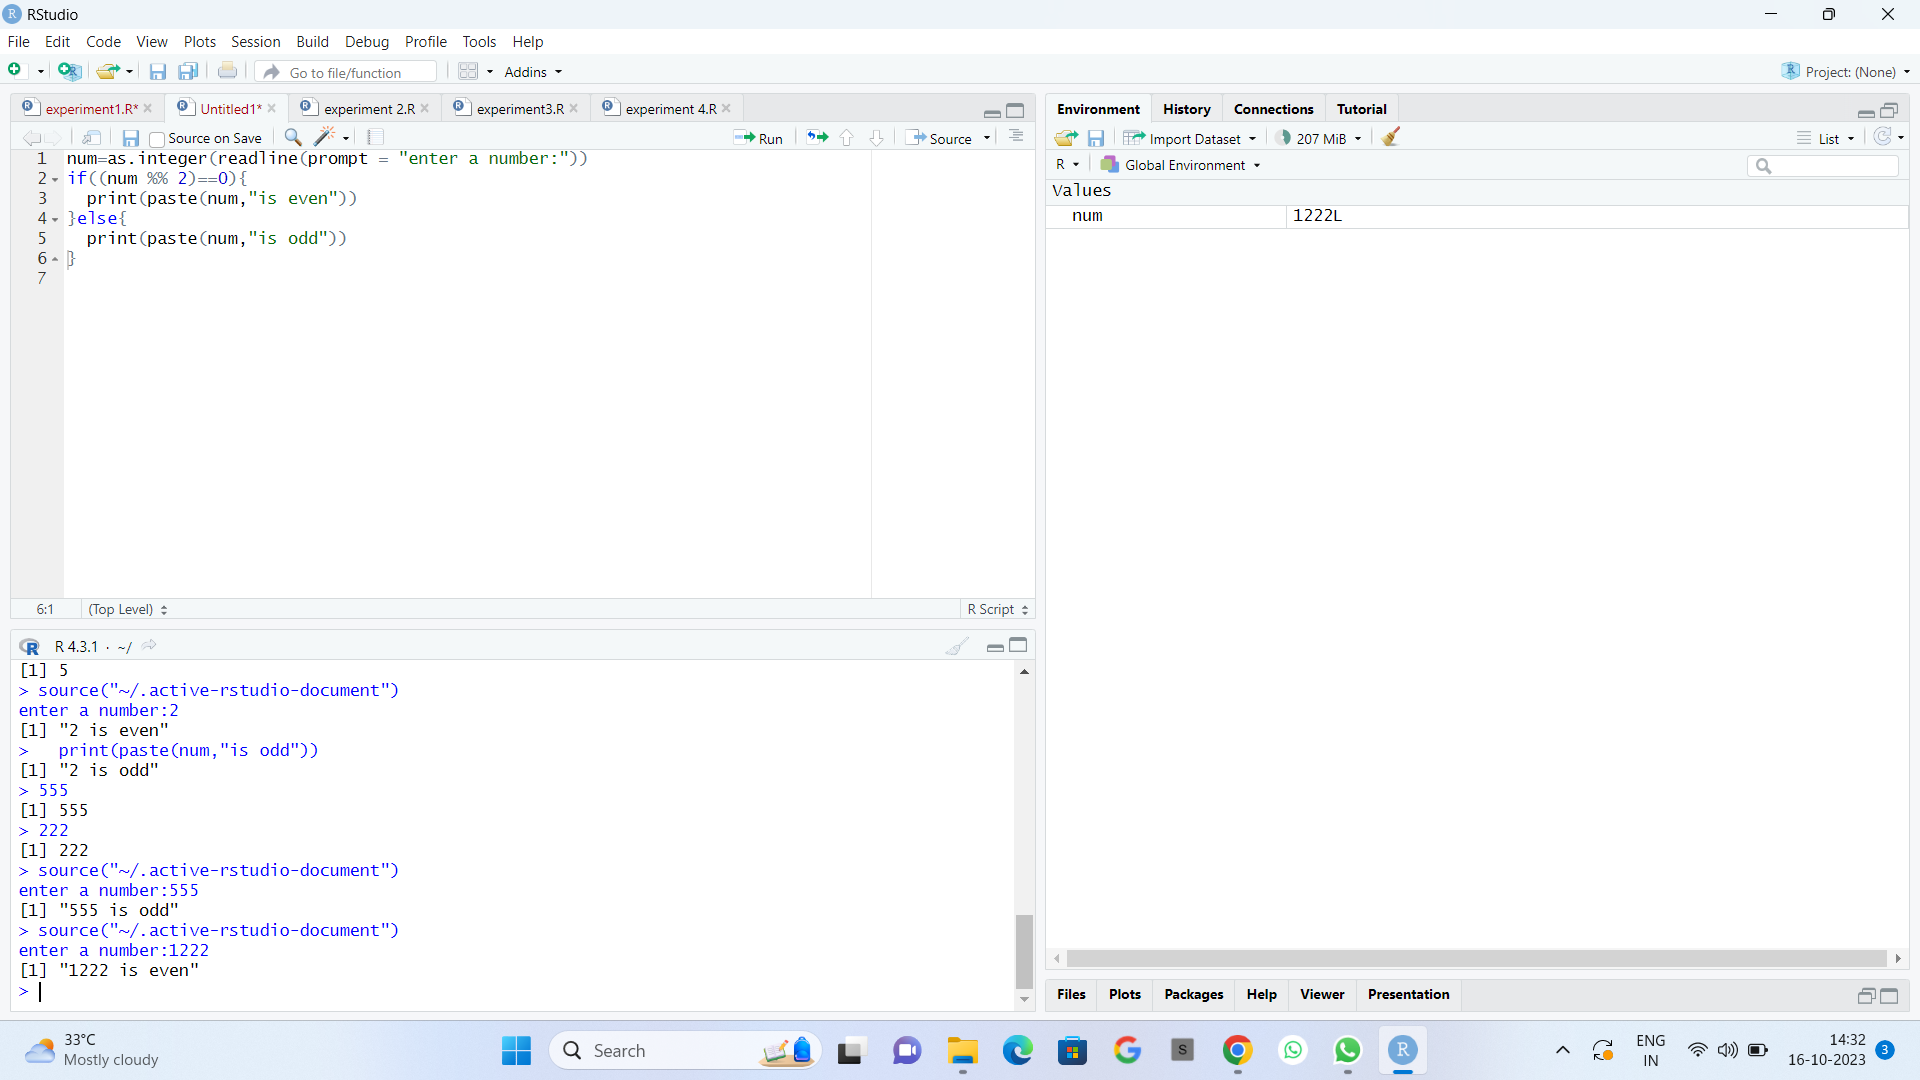 RStudio
File Edit Code View Plots Session Build Debug Profile Tools Help
Go to file/function Addins Project: (None)
experiment1.R* Untitled1* experiment 2.R experiment3.R experiment 4.R
Source on Save Run Source
1 num=as.integer(readline(prompt = "enter a number:"))
2 if((num %% 2)==0){
3 print(paste(num,"is even"))
4 }else{
5 print(paste(num,"is odd"))
6 }
7
6:1 (Top Level) R Script
R 4.3.1 · ~/
[1] 5
> source("~/.active-rstudio-document")
enter a number:2
[1] "2 is even"
> print(paste(num,"is odd"))
[1] "2 is odd"
> 555
[1] 555
> 222
[1] 222
> source("~/.active-rstudio-document")
enter a number:555
[1] "555 is odd"
> source("~/.active-rstudio-document")
enter a number:1222
[1] "1222 is even"
>
Environment History Connections Tutorial
Import Dataset 207 MiB List
R Global Environment
Values
num 1222L
Files Plots Packages Help Viewer Presentation
33°C
Mostly cloudy
Search
S
R
ENG
IN
14:32
16-10-2023
3